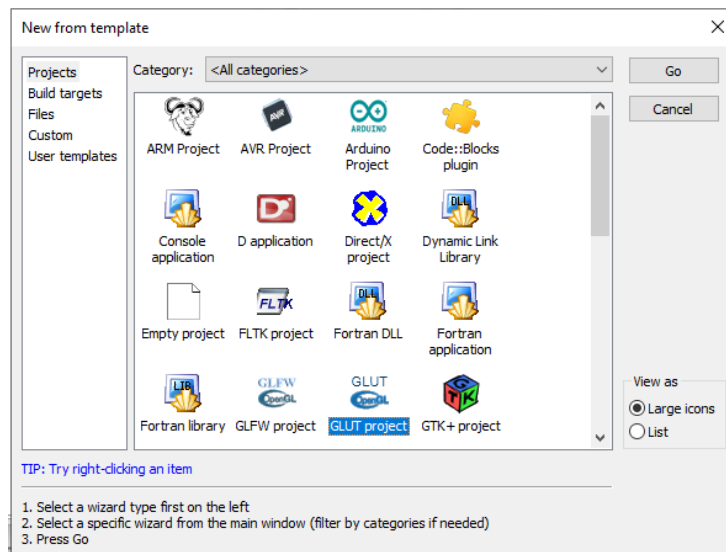 New from template
Projects
Build targets
Files
Custom
User templates
Category:
<All categories>
Go
Cancel
AVR
ARDUINO
ARM Project
AVR Project
Arduino
Project
Code::Blocks
plugin
D
DLL
Console
application
D application
Direct/X
project
Dynamic Link
Library
FLTK
DLL
Empty project
FLTK project
Fortran DLL
Fortran
application
LIB
GLFW
OpenGL
GLUT
OpenGL
GTK
Fortran library
GLFW project
GLUT project
GTK+ project
View as
Large icons
List
TIP: Try right-clicking an item
1. Select a wizard type first on the left
2. Select a specific wizard from the main window (filter by categories if needed)
3. Press Go